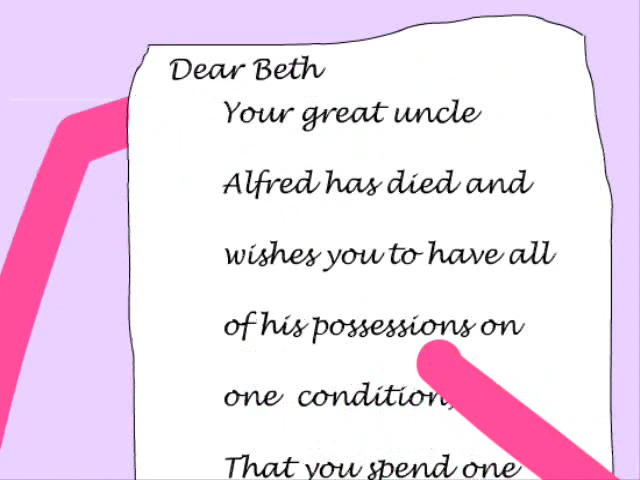 Dear Beth
Your great uncle
Alfred has died and
wishes you to have all
of his possessions on
one condition,
That you spend one